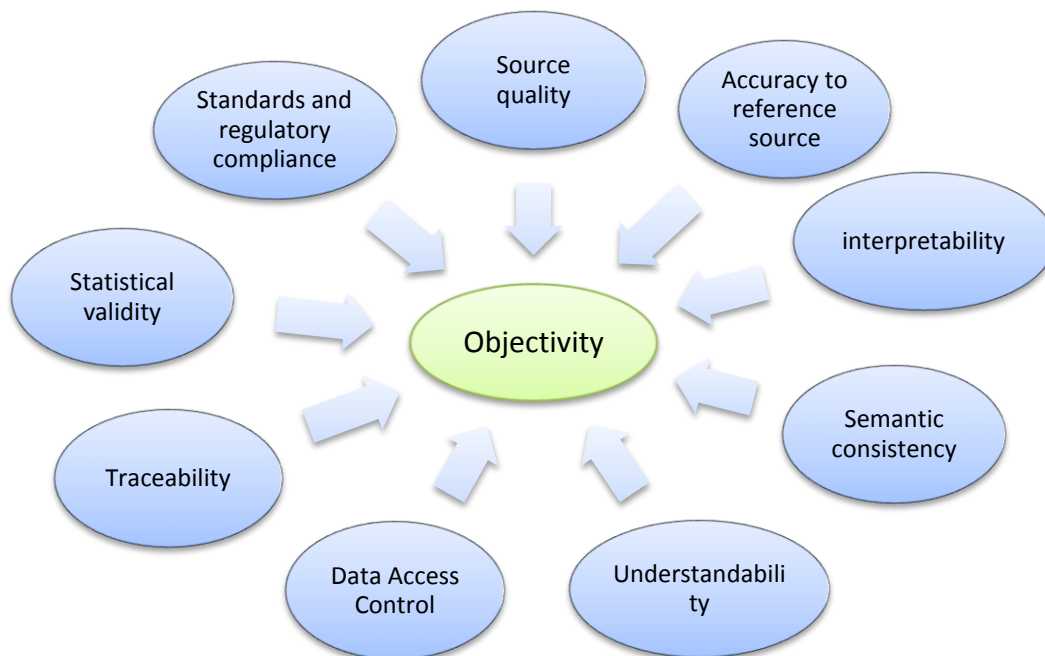 Source
quality
Accuracy to
reference
source
Standards and
regulatory
compliance
interpretability
Statistical
validity
Objectivity
Semantic
consistency
Traceability
Data Access
Control
Understandabili
ty